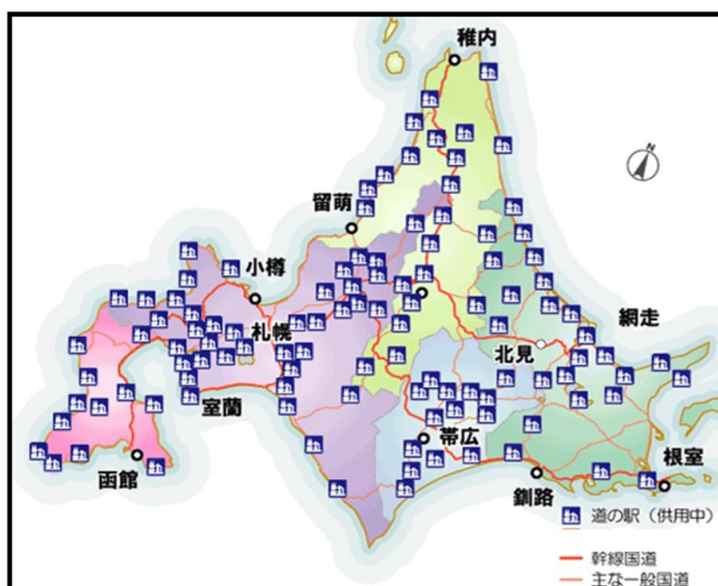 稚内
N
留萌
小樽
札幌
網走
北見
室蘭
帯広
函館
根室
釧路
道の駅（供用中）
幹線国道
主な一般国道